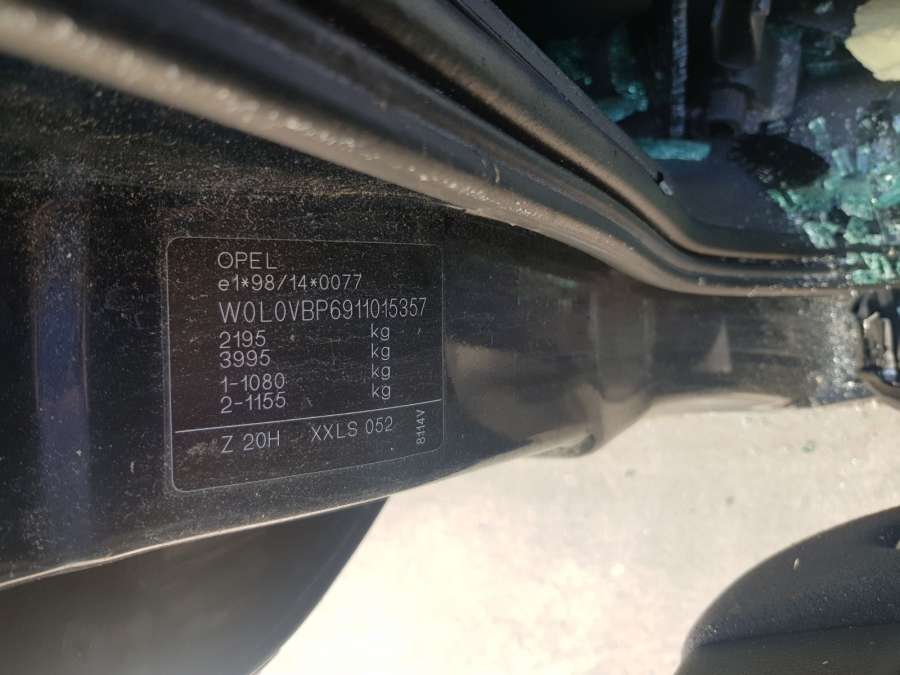 OPEL
e1*98/14*0077
W0L0VBP6911015357
2195 kg
3995 kg
1-1080 kg
2-1155 kg
Z 20H XXLS 052
8114V